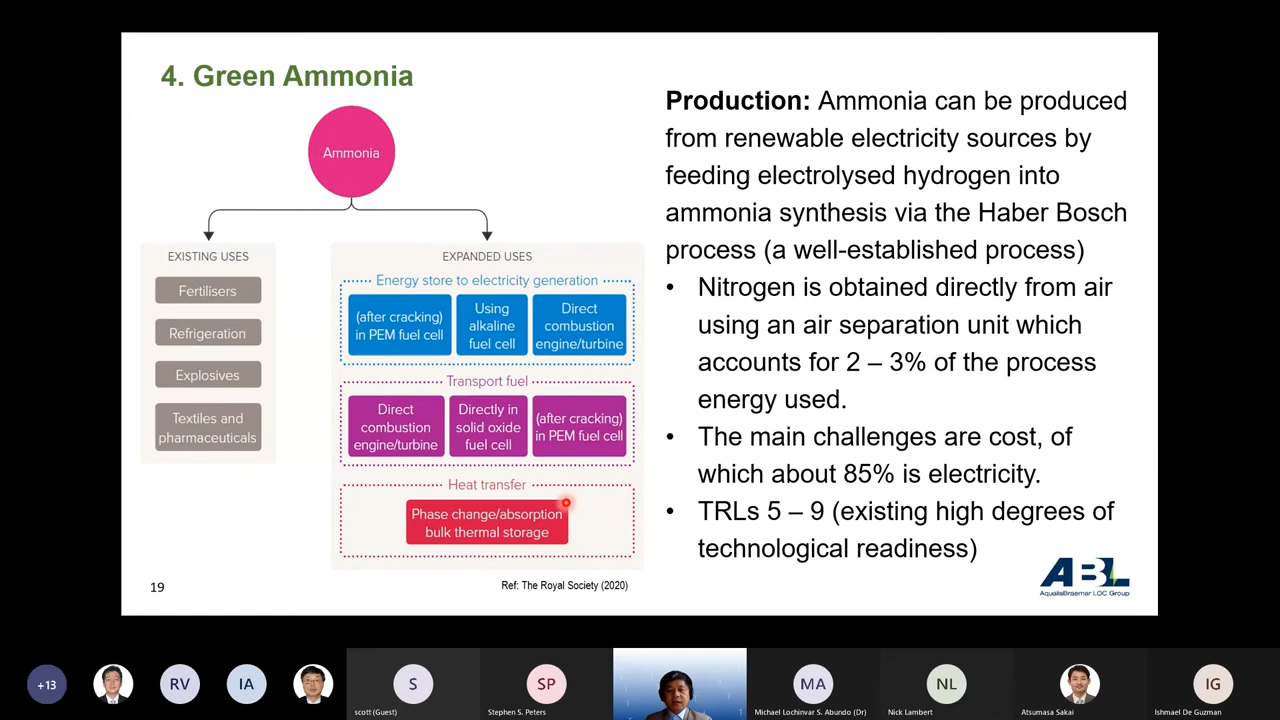 4. Green Ammonia
Ammonia
EXISTING USES
Fertilisers
Refrigeration
Explosives
Textiles and
pharmaceuticals
EXPANDED USES
Energy store to electricity generation
(after cracking)
in PEM fuel cell
Using
alkaline
fuel cell
Direct
combustion
engine/turbine
Transport fuel
Direct
combustion
engine/turbine
Directly in
solid oxide
fuel cell
(after cracking)
in PEM fuel cell
Heat transfer
Phase change/absorption
bulk thermal storage
19
Ref: The Royal Society (2020)
Production: Ammonia can be produced
from renewable electricity sources by
feeding electrolysed hydrogen into
ammonia synthesis via the Haber Bosch
process (a well-established process)
• Nitrogen is obtained directly from air
using an air separation unit which
accounts for 2 – 3% of the process
energy used.
• The main challenges are cost, of
which about 85% is electricity.
• TRLs 5 – 9 (existing high degrees of
technological readiness)
ABL
AqualisBraemar LOC Group
+13
RV
IA
S
scott (Guest)
SP
Stephen S. Peters
MA
Michael Lochinvar S. Abundo (Dr)
NL
Nick Lambert
Atsumasa Sakai
IG
Ishmael De Guzman